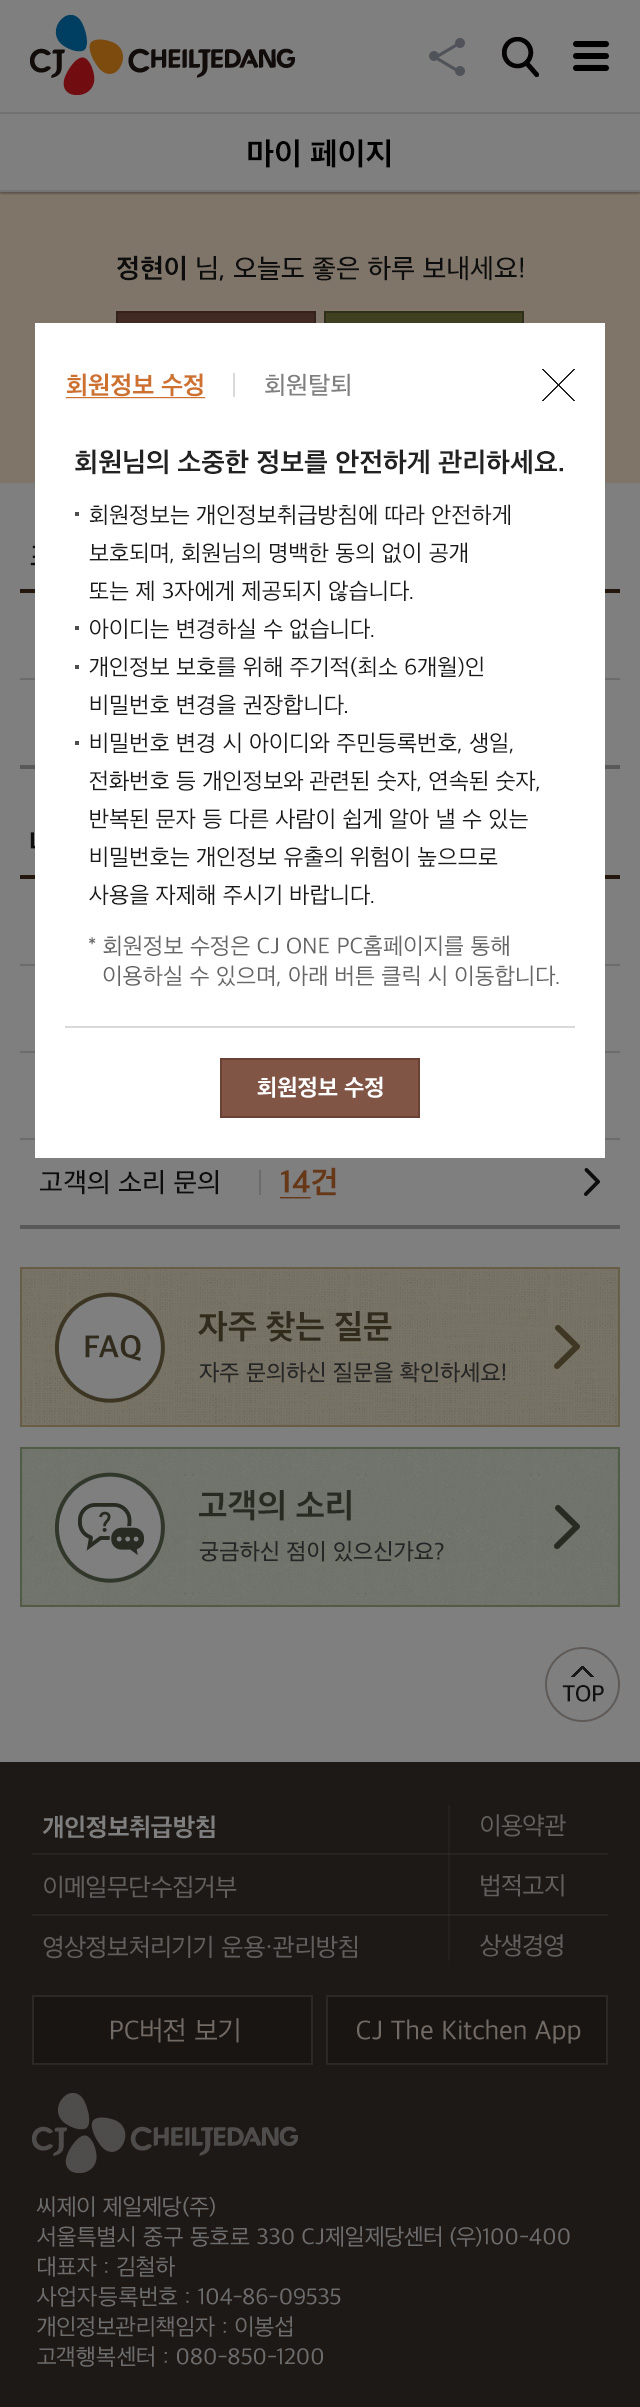 CJ CHEILJEDANG
마이 페이지
정현이 님, 오늘도 좋은 하루 보내세요!
회원정보 수정 회원탈퇴
회원님의 소중한 정보를 안전하게 관리하세요.
· 회원정보는 개인정보취급방침에 따라 안전하게
보호되며, 회원님의 명백한 동의 없이 공개
또는 제 3자에게 제공되지 않습니다.
· 아이디는 변경하실 수 없습니다.
· 개인정보 보호를 위해 주기적(최소 6개월)인
비밀번호 변경을 권장합니다.
· 비밀번호 변경 시 아이디와 주민등록번호, 생일,
전화번호 등 개인정보와 관련된 숫자, 연속된 숫자,
반복된 문자 등 다른 사람이 쉽게 알아 낼 수 있는
비밀번호는 개인정보 유출의 위험이 높으므로
사용을 자제해 주시기 바랍니다.
* 회원정보 수정은 CJ ONE PC홈페이지를 통해
이용하실 수 있으며, 아래 버튼 클릭 시 이동합니다.
회원정보 수정
고객의 소리 문의 14건
FAQ
자주 찾는 질문
자주 문의하신 질문을 확인하세요!
?
고객의 소리
궁금하신 점이 있으신가요?
TOP
개인정보취급방침 이용약관
이메일무단수집거부 법적고지
영상정보처리기기 운용·관리방침 상생경영
PC버전 보기 CJ The Kitchen App
CJ CHEILJEDANG
씨제이 제일제당(주)
서울특별시 중구 동호로 330 CJ제일제당센터 (우)100-400
대표자 : 김철하
사업자등록번호 : 104-86-09535
개인정보관리책임자 : 이봉섭
고객행복센터 : 080-850-1200